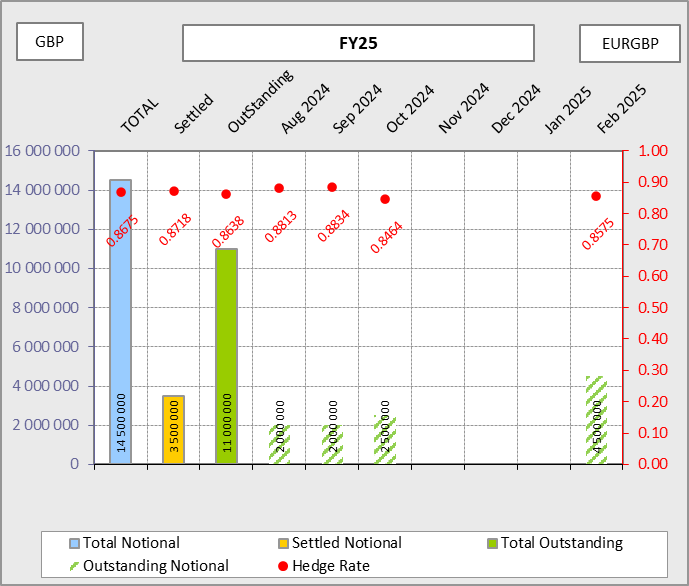 GBP
FY25
EURGBP
TOTAL
Settled
OutStanding
Aug 2024
Sep 2024
Oct 2024
Nov 2024
Dec 2024
Jan 2025
Feb 2025
16 000 000
14 000 000
12 000 000
10 000 000
8 000 000
6 000 000
4 000 000
2 000 000
0
1.00
0.90
0.80
0.70
0.60
0.50
0.40
0.30
0.20
0.10
0.00
0.8675
0.8718
0.8638
0.8813
0.8834
0.8464
0.8575
14 500 000
3 500 000
11 000 000
2 000 000
2 000 000
2 500 000
4 500 000
Total Notional
Settled Notional
Total Outstanding
Outstanding Notional
Hedge Rate